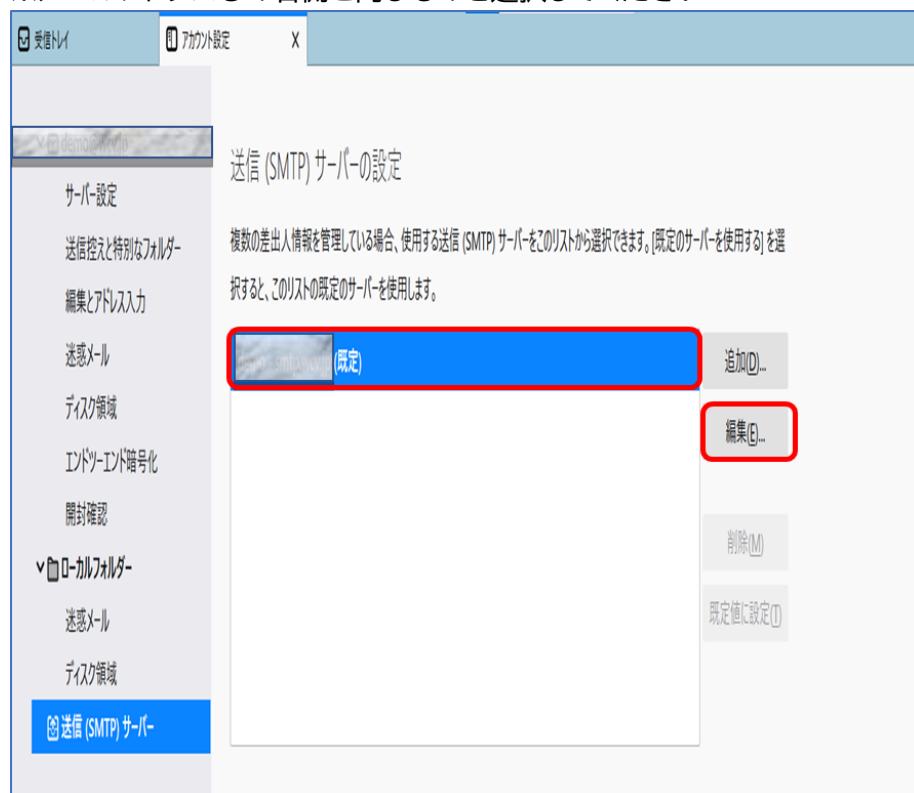 受信トレイ
アカウント設定
X
サーバー設定
送信控えと特別なフォルダー
編集とアドレス入力
迷惑メール
ディスク領域
エンドツーエンド暗号化
開封確認
ローカルフォルダー
迷惑メール
ディスク領域
送信 (SMTP) サーバー
送信 (SMTP) サーバーの設定
複数の差出人情報を管理している場合、使用する送信 (SMTP) サーバーをこのリストから選択できます。[既定のサーバーを使用する] を選
択すると、このリストの既定のサーバーを使用します。
(既定)
追加(D)...
編集(E)...
削除(M)
既定値に設定(T)